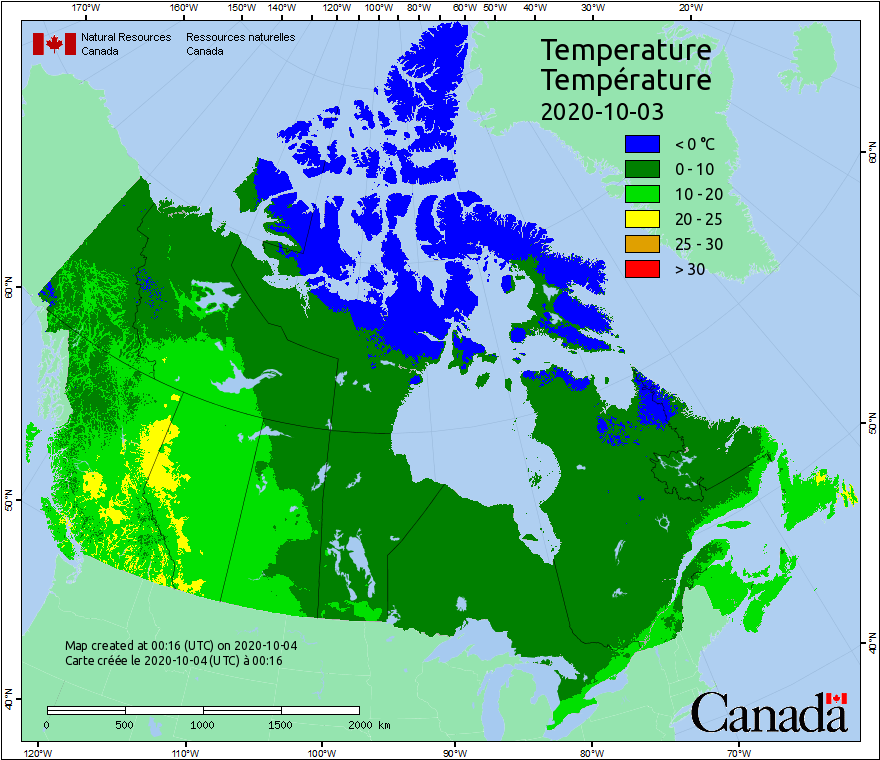 170°W 160°W 150°W 140°W 130°W 120°W 110°W 100°W 90°W 80°W 70°W 60°W 50°W 40°W 30°W 20°W
Natural Resources Ressources naturelles
Canada Canada
Temperature
Température
2020-10-03
< 0 °C
0 - 10
10 - 20
20 - 25
25 - 30
> 30
60°N
60°N
50°N
50°N
40°N
40°N
Map created at 00:16 (UTC) on 2020-10-04
Carte créée le 2020-10-04 (UTC) à 00:16
0 500 1000 1500 2000 km
Canada
120°W 110°W 100°W 90°W 80°W 70°W